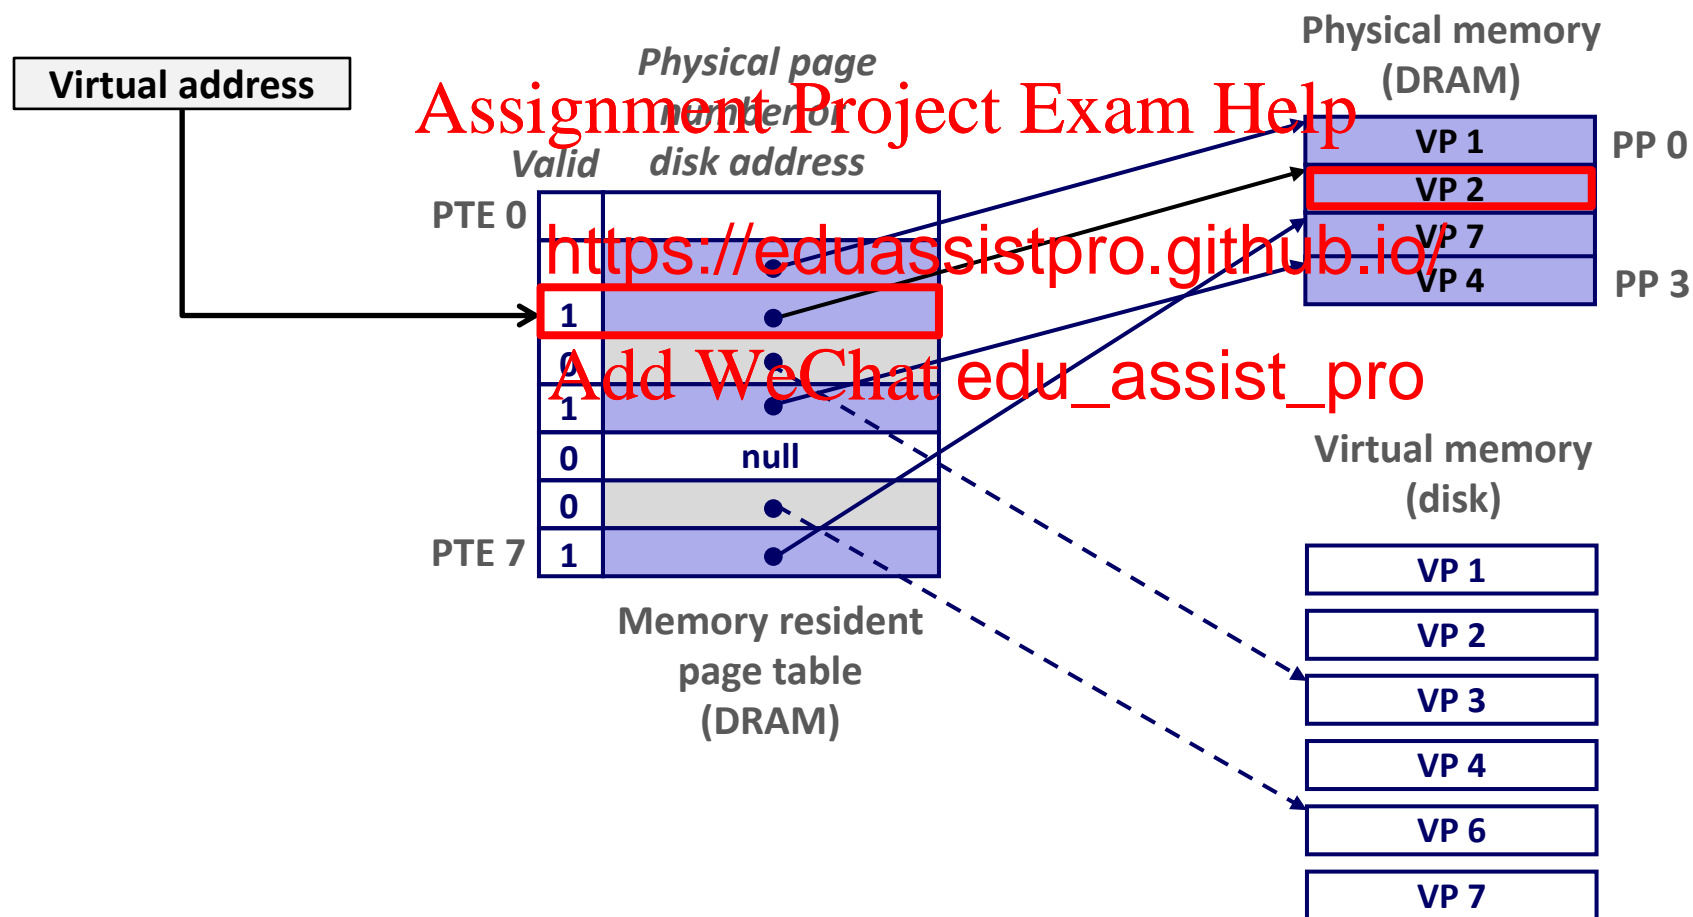 Virtual address
Physical page
number or
disk address
Valid
Physical memory
(DRAM)
Assignment Project Exam Help
VP 1
PP 0
VP 2
VP 7
VP 4
PP 3
PTE 0
https://eduassistpro.github.io/
1
0
1
Add WeChat edu_assist_pro
0
null
0
PTE 7
1
Memory resident
page table
(DRAM)
Virtual memory
(disk)
VP 1
VP 2
VP 3
VP 4
VP 6
VP 7